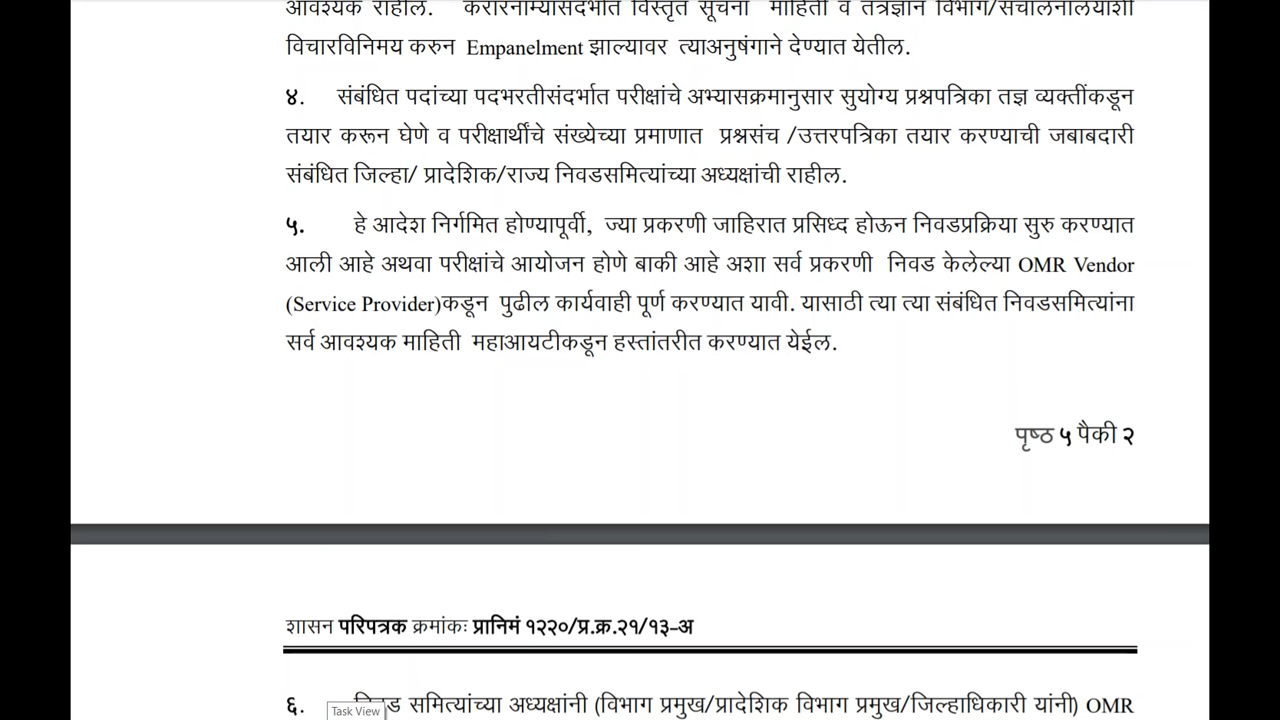 आवश्यक राहील. करारनाम्यासंदर्भात विस्तृत सूचना माहिती व तंत्रज्ञान विभाग/संचालनालयाशी
विचारविनिमय करुन Empanelment झाल्यावर त्याअनुषंगाने देण्यात येतील.
४. संबंधित पदांच्या पदभरतीसंदर्भात परीक्षांचे अभ्यासक्रमानुसार सुयोग्य प्रश्नपत्रिका तज्ञ व्यक्तींकडून
तयार करून घेणे व परीक्षार्थींचे संख्येच्या प्रमाणात प्रश्नसंच /उत्तरपत्रिका तयार करण्याची जबाबदारी
संबंधित जिल्हा/ प्रादेशिक/राज्य निवडसमित्यांच्या अध्यक्षांची राहील.
५. हे आदेश निर्गमित होण्यापूर्वी, ज्या प्रकरणी जाहिरात प्रसिध्द होऊन निवडप्रक्रिया सुरु करण्यात
आली आहे अथवा परीक्षांचे आयोजन होणे बाकी आहे अशा सर्व प्रकरणी निवड केलेल्या OMR Vendor
(Service Provider)कडून पुढील कार्यवाही पूर्ण करण्यात यावी. यासाठी त्या त्या संबंधित निवडसमित्यांना
सर्व आवश्यक माहिती महाआयटीकडून हस्तांतरीत करण्यात येईल.
पृष्ठ ५ पैकी २
शासन परिपत्रक क्रमांकः प्रानिमं १२२०/प्र.क्र.२१/१३-अ
६. समित्यांच्या अध्यक्षांनी (विभाग प्रमुख/प्रादेशिक विभाग प्रमुख/जिल्हाधिकारी यांनी) OMR
Task View